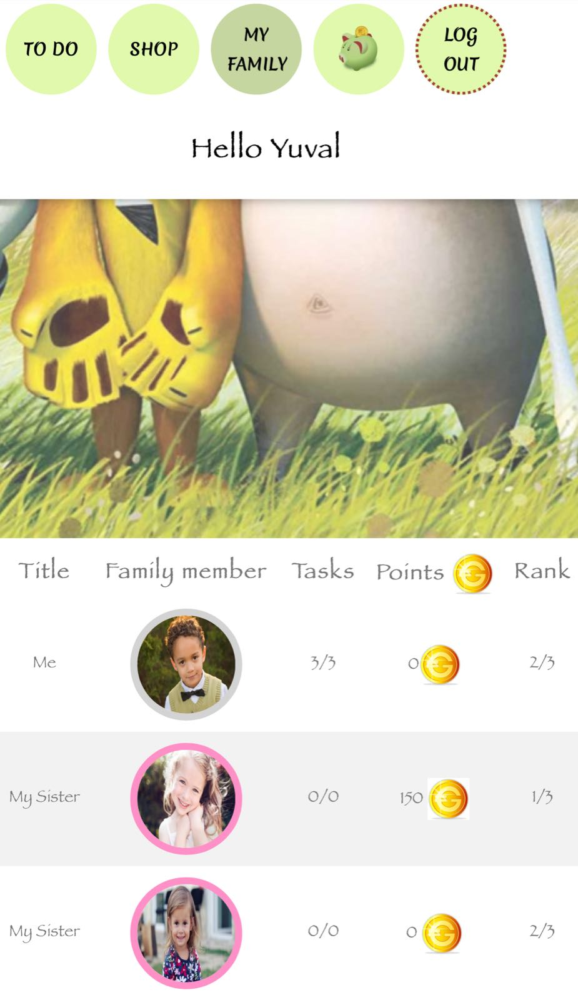 TO DO
SHOP
MY
FAMILY
LOG
OUT
Hello Yuval
Title Family member Tasks Points G Rank
Me 3/3 0 G 2/3
My Sister 0/0 150 G 1/3
My Sister 0/0 0 G 2/3